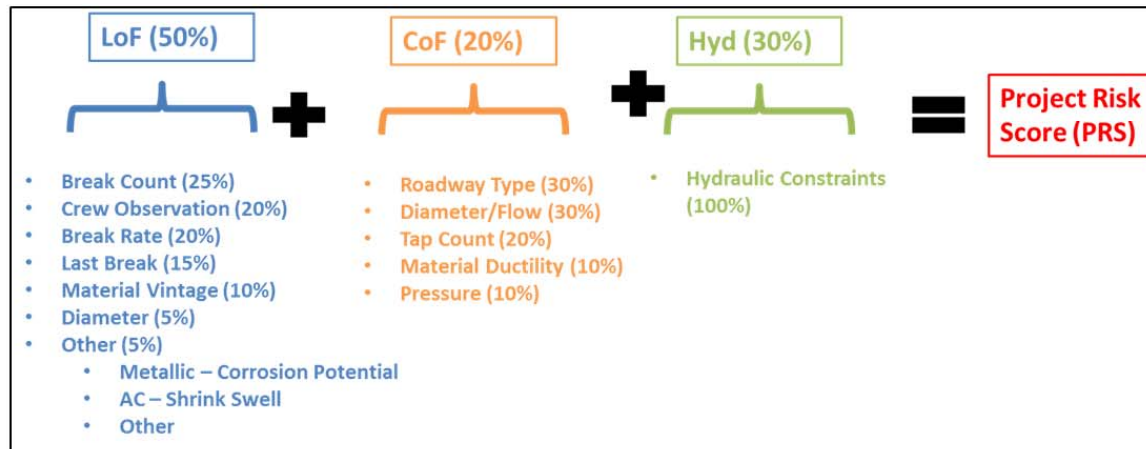 LoF (50%)
CoF (20%)
Hyd (30%)
Project Risk
Score (PRS)
• Break Count (25%)
• Crew Observation (20%)
• Break Rate (20%)
• Last Break (15%)
• Material Vintage (10%)
• Diameter (5%)
• Other (5%)
• Metallic – Corrosion Potential
• AC – Shrink Swell
• Other
• Roadway Type (30%)
• Diameter/Flow (30%)
• Tap Count (20%)
• Material Ductility (10%)
• Pressure (10%)
• Hydraulic Constraints
(100%)